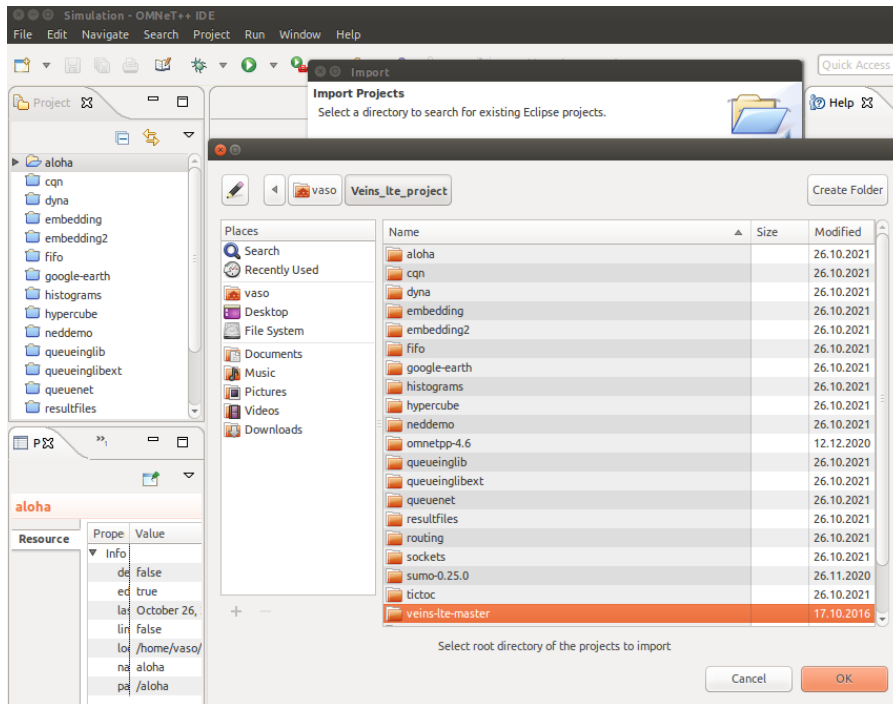 Simulation - OMNeT++ IDE
File Edit Navigate Search Project Run Window Help
Quick Access
Import
Import Projects
Select a directory to search for existing Eclipse projects.
Project
Help
aloha
cqn
dyna
embedding
embedding2
fifo
google-earth
histograms
hypercube
neddemo
queueinglib
queueinglibext
queuenet
resultfiles
P
»1
aloha
Resource
Prope Value
Info
de false
ed true
las October 26,
lin false
loc /home/vaso/
na aloha
pa /aloha
vaso Veins_lte_project
Create Folder
Places
Search
Recently Used
vaso
Desktop
File System
Documents
Music
Pictures
Videos
Downloads
Name Size Modified
aloha 26.10.2021
cqn 26.10.2021
dyna 26.10.2021
embedding 26.10.2021
embedding2 26.10.2021
fifo 26.10.2021
google-earth 26.10.2021
histograms 26.10.2021
hypercube 26.10.2021
neddemo 26.10.2021
omnetpp-4.6 12.12.2020
queueinglib 26.10.2021
queueinglibext 26.10.2021
queuenet 26.10.2021
resultfiles 26.10.2021
routing 26.10.2021
sockets 26.10.2021
sumo-0.25.0 26.11.2020
tictoc 26.10.2021
veins-lte-master 17.10.2016
Select root directory of the projects to import
Cancel OK